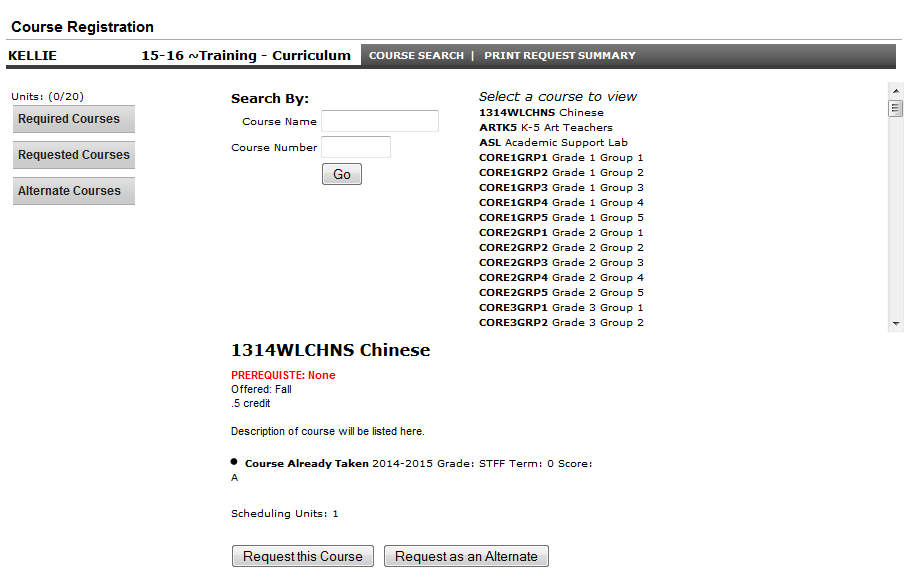 Course Registration
KELLIE 15-16 ~Training - Curriculum COURSE SEARCH | PRINT REQUEST SUMMARY
Units: (0/20)
Required Courses
Requested Courses
Alternate Courses
Search By:
Course Name
Course Number
Go
Select a course to view
1314WLCHNS Chinese
ARTK5 K-5 Art Teachers
ASL Academic Support Lab
CORE1GRP1 Grade 1 Group 1
CORE1GRP2 Grade 1 Group 2
CORE1GRP3 Grade 1 Group 3
CORE1GRP4 Grade 1 Group 4
CORE1GRP5 Grade 1 Group 5
CORE2GRP1 Grade 2 Group 1
CORE2GRP2 Grade 2 Group 2
CORE2GRP3 Grade 2 Group 3
CORE2GRP4 Grade 2 Group 4
CORE2GRP5 Grade 2 Group 5
CORE3GRP1 Grade 3 Group 1
CORE3GRP2 Grade 3 Group 2
1314WLCHNS Chinese
PREREQUISTE: None
Offered: Fall
.5 credit
Description of course will be listed here.
Course Already Taken 2014-2015 Grade: STFF Term: 0 Score:
A
Scheduling Units: 1
Request this Course Request as an Alternate